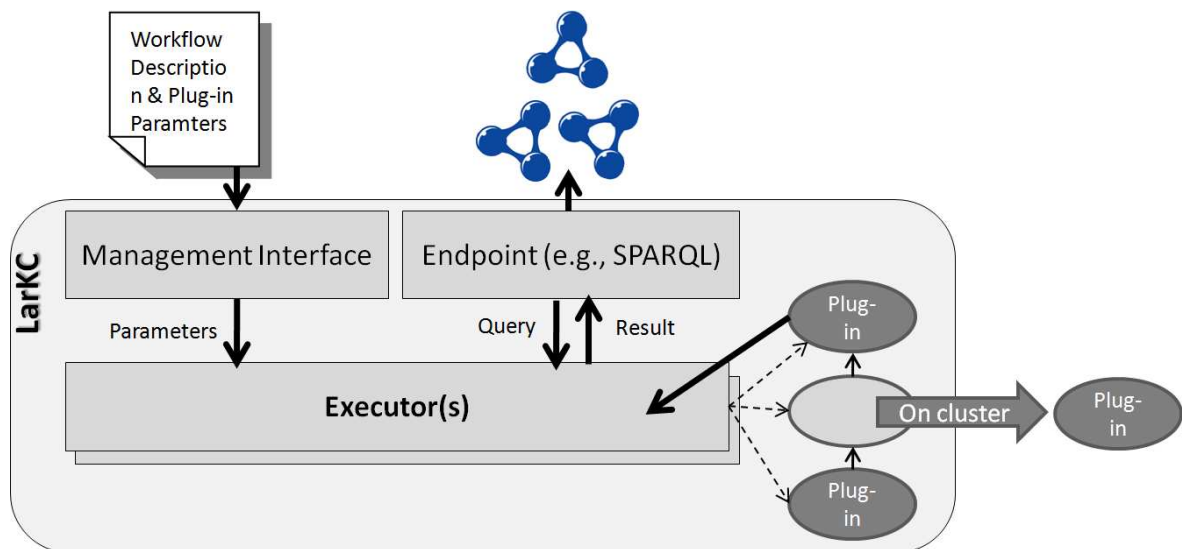 Workflow
Descriptio
n & Plug-in
Paramters
Management Interface
Endpoint (e.g., SPARQL)
LarKC
Parameters
Query
Result
Plug-
in
Executor(s)
On cluster
Plug-
in
Plug-
in